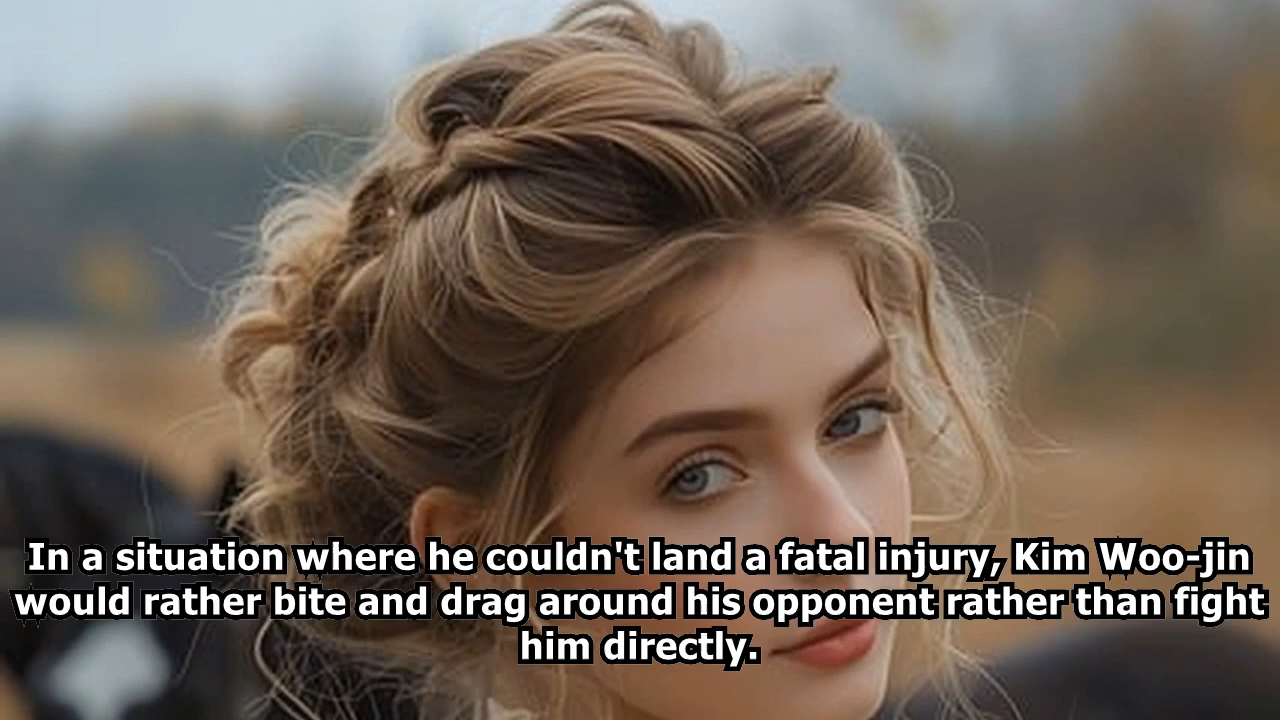 In a situation where he couldn't land a fatal injury, Kim Woo-jin
would rather bite and drag around his opponent rather than fight
him directly.